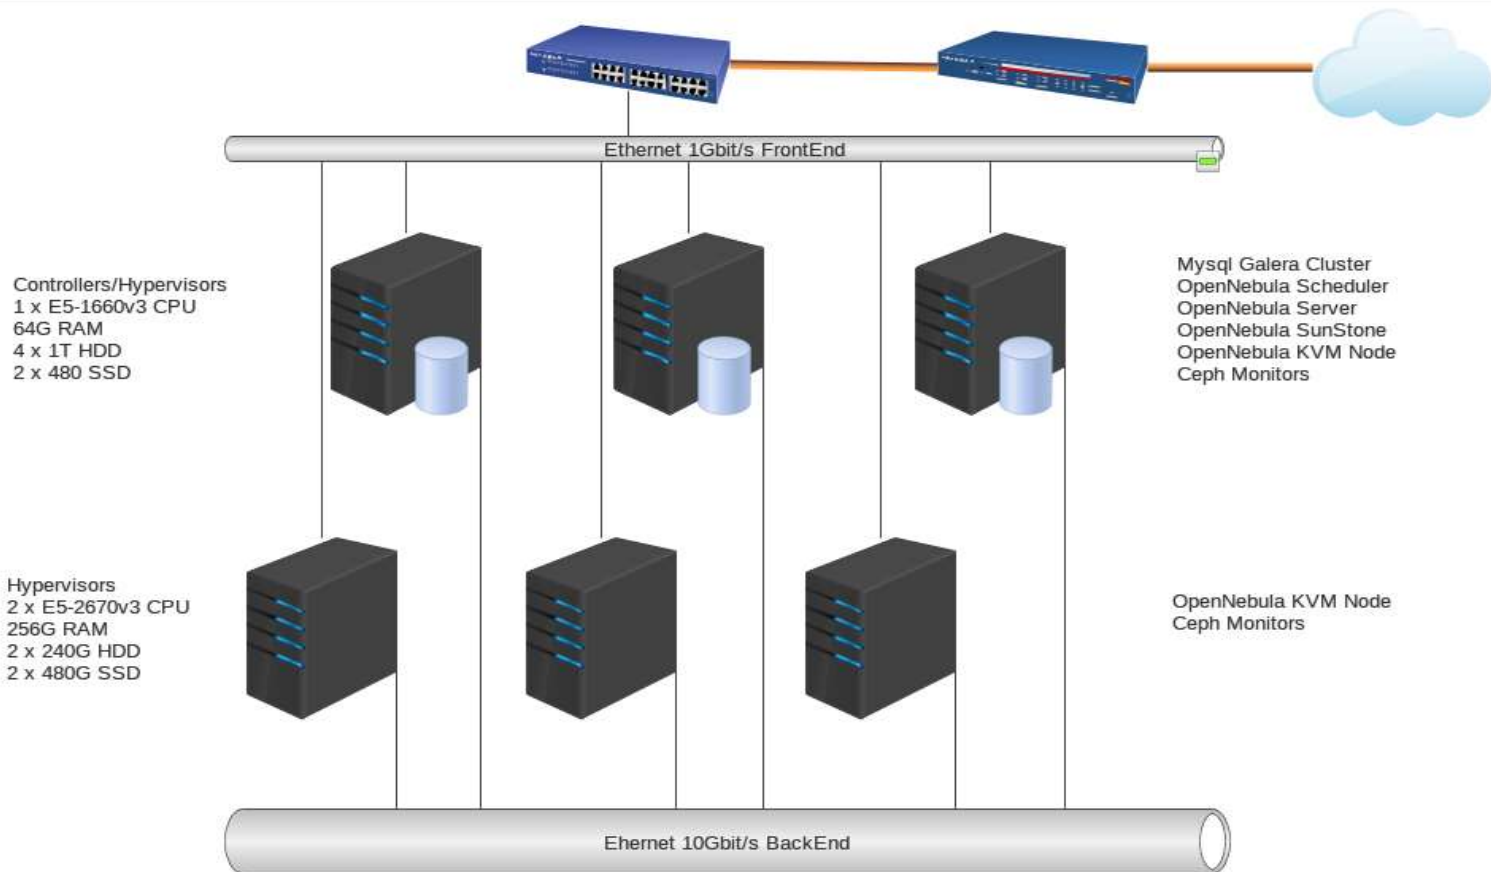 Ethernet 1Gbit/s FrontEnd
Controllers/Hypervisors
1 x E5-1660v3 CPU
64G RAM
4 x 1T HDD
2 x 480 SSD
Mysql Galera Cluster
OpenNebula Scheduler
OpenNebula Server
OpenNebula SunStone
OpenNebula KVM Node
Ceph Monitors
Hypervisors
2 x E5-2670v3 CPU
256G RAM
2 x 240G HDD
2 x 480G SSD
OpenNebula KVM Node
Ceph Monitors
Ehernet 10Gbit/s BackEnd